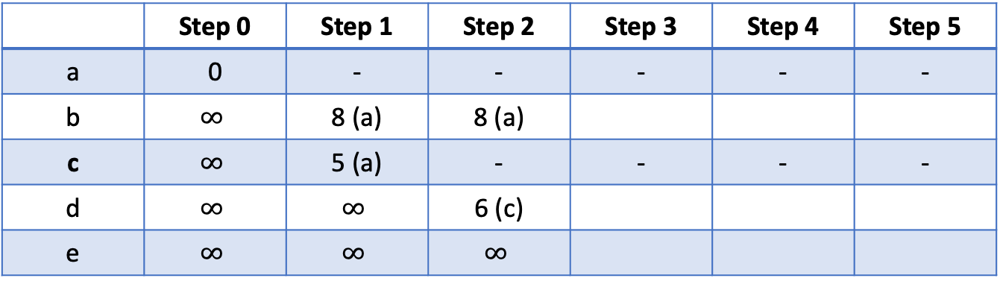 Step 0 Step 1 Step 2 Step 3 Step 4 Step 5
a 0 - - - - -
b ∞ 8 (a) 8 (a)
c ∞ 5 (a) - - - -
d ∞ ∞ 6 (c)
e ∞ ∞ ∞